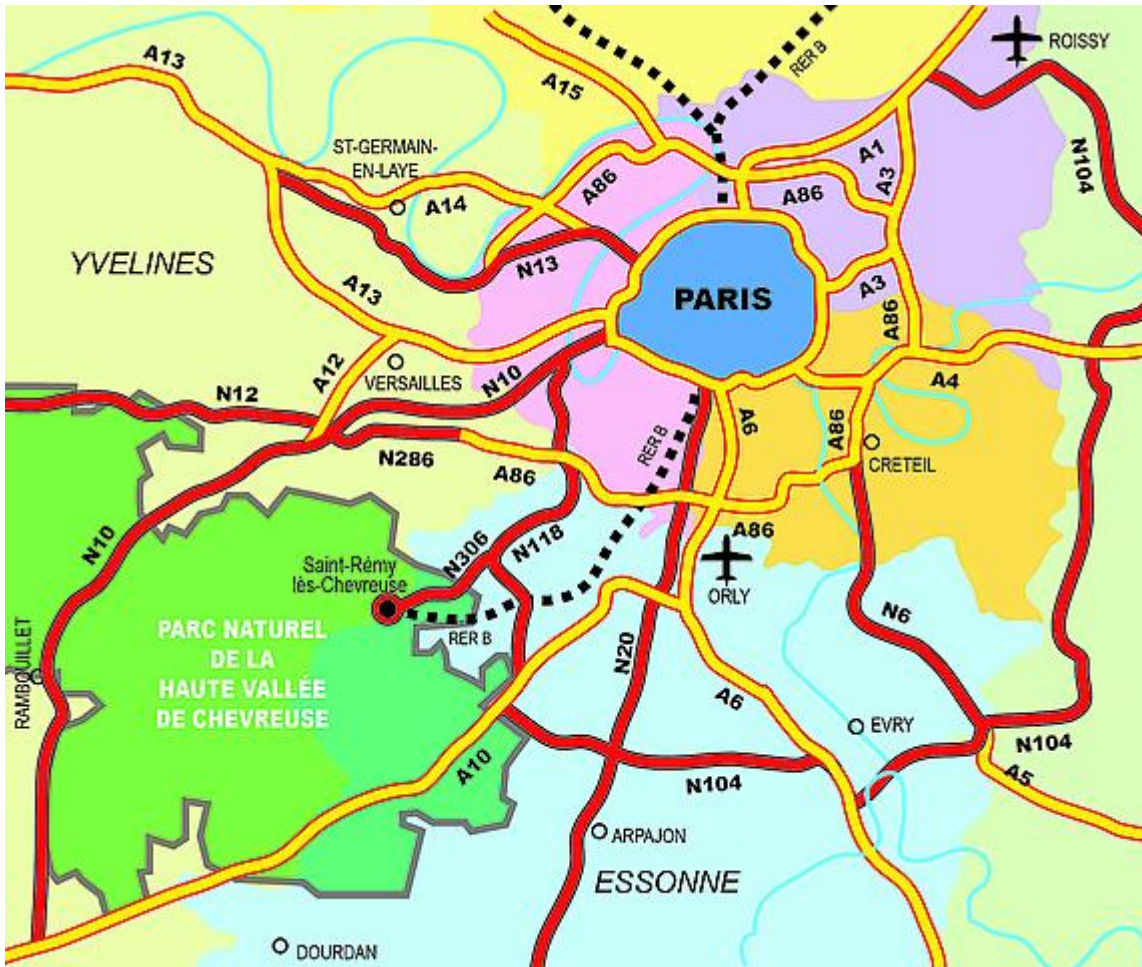 A13
A15
RER B
ROISSY
ST-GERMAIN-
EN-LAYE
A86
A14
A1
A3
A86
N104
YVELINES
N13
A13
A3
PARIS
A86
A12
VERSAILLES
N10
A4
N12
A6
A86
N286
A86
RER B
CRETEIL
A86
N10
N306
N118
Saint-Rémy
lès-Chevreuse
ORLY
RER B
N6
PARC NATUREL
DE LA
HAUTE VALLÉE
DE CHEVREUSE
RAMBOUILLET
N20
A6
EVRY
N104
A5
A10
N104
ARPAJON
ESSONNE
DOURDAN